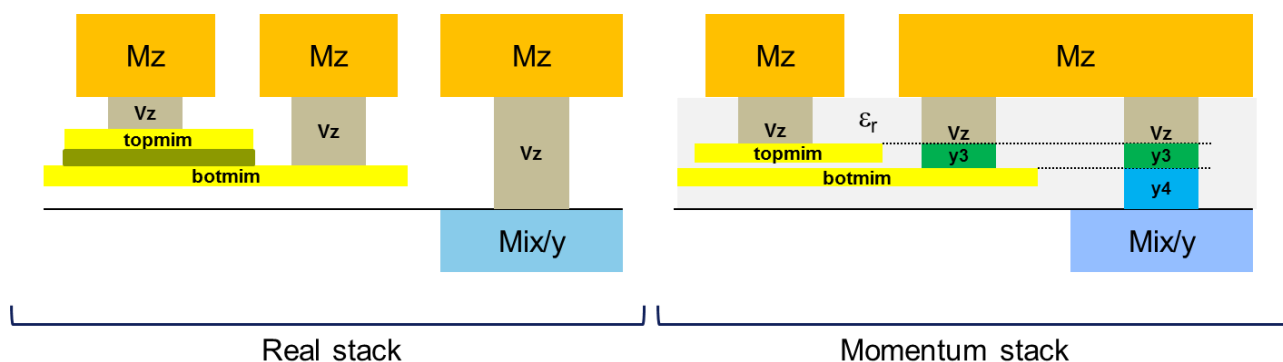 Mz
Mz
Mz
Mz
Mz
Vz
Vz
Vz
topmim
botmim
Mix/y
Vz
εr
Vz
Vz
topmim
y3
y3
botmim
y4
Mix/y
Real stack
Momentum stack